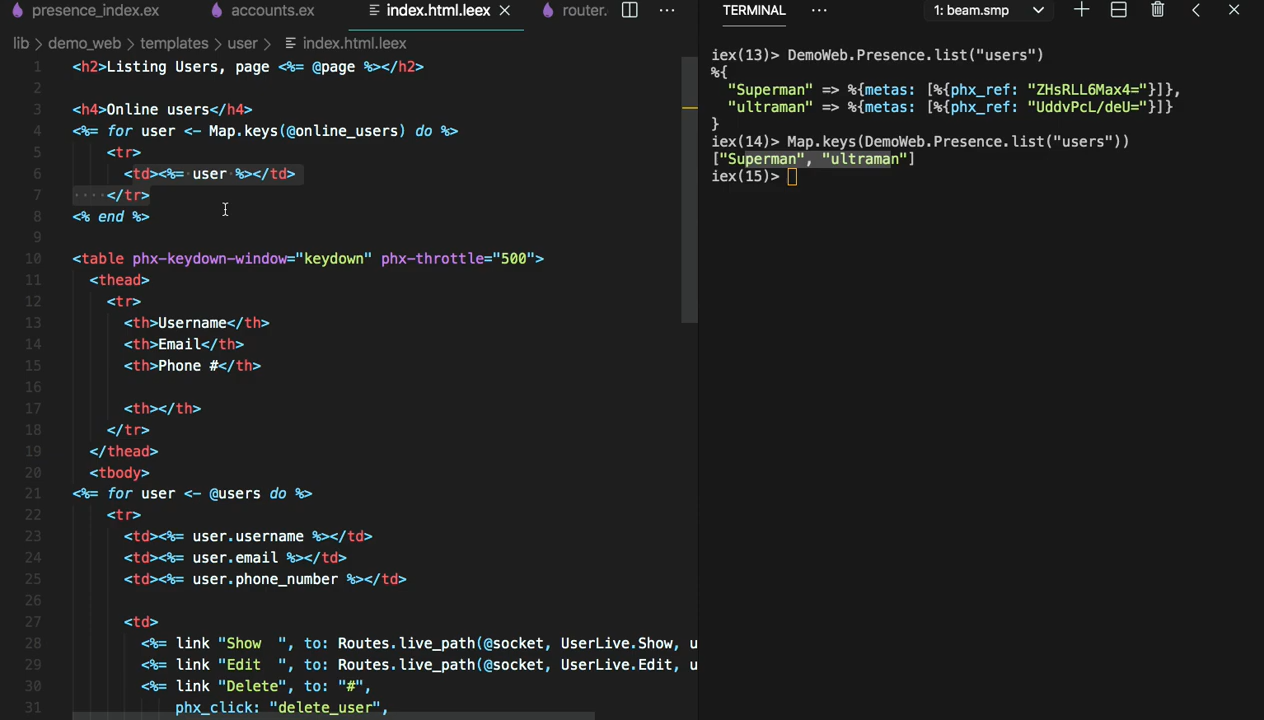 presence_index.ex accounts.ex index.html.leex router.
lib > demo_web > templates > user > index.html.leex
1 <h2>Listing Users, page <%= @page %></h2>
2
3 <h4>Online users</h4>
4 <%= for user <- Map.keys(@online_users) do %>
5 <tr>
6 <td><%=·user·%></td>
7 ····</tr>
8 <% end %>
9
10 <table phx-keydown-window="keydown" phx-throttle="500">
11 <thead>
12 <tr>
13 <th>Username</th>
14 <th>Email</th>
15 <th>Phone #</th>
16
17 <th></th>
18 </tr>
19 </thead>
20 <tbody>
21 <%= for user <- @users do %>
22 <tr>
23 <td><%= user.username %></td>
24 <td><%= user.email %></td>
25 <td><%= user.phone_number %></td>
26
27 <td>
28 <%= link "Show  ", to: Routes.live_path(@socket, UserLive.Show, u
29 <%= link "Edit  ", to: Routes.live_path(@socket, UserLive.Edit, u
30 <%= link "Delete", to: "#",
31 phx_click: "delete_user",
TERMINAL ··· 1: beam.smp
iex(13)> DemoWeb.Presence.list("users")
%{
"Superman" => %{metas: [%{phx_ref: "ZHsRLL6Max4="}]},
"ultraman" => %{metas: [%{phx_ref: "UddvPcL/deU="}]}
}
iex(14)> Map.keys(DemoWeb.Presence.list("users"))
["Superman", "ultraman"]
iex(15)>